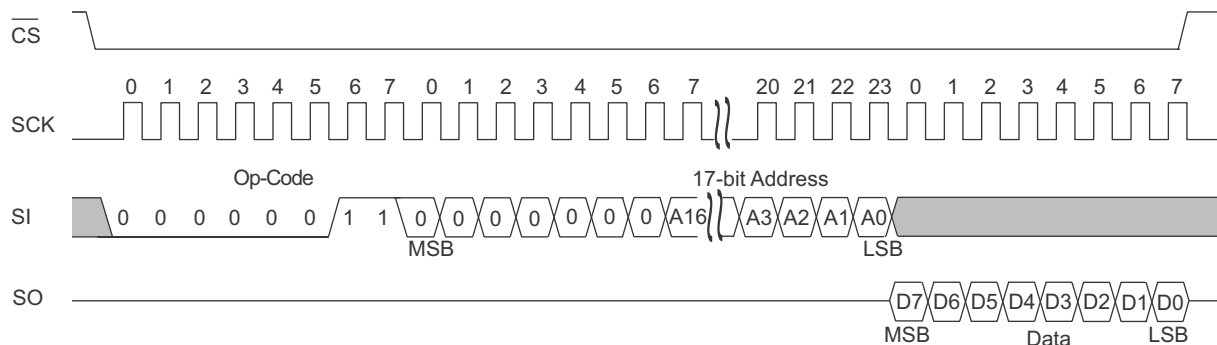 CS
0 1 2 3 4 5 6 7 0 1 2 3 4 5 6 7 20 21 22 23 0 1 2 3 4 5 6 7
SCK
Op-Code 17-bit Address
SI 0 0 0 0 0 0 1 1 0 0 0 0 0 0 0 A16 A3 A2 A1 A0
MSB LSB
SO D7 D6 D5 D4 D3 D2 D1 D0
MSB Data LSB